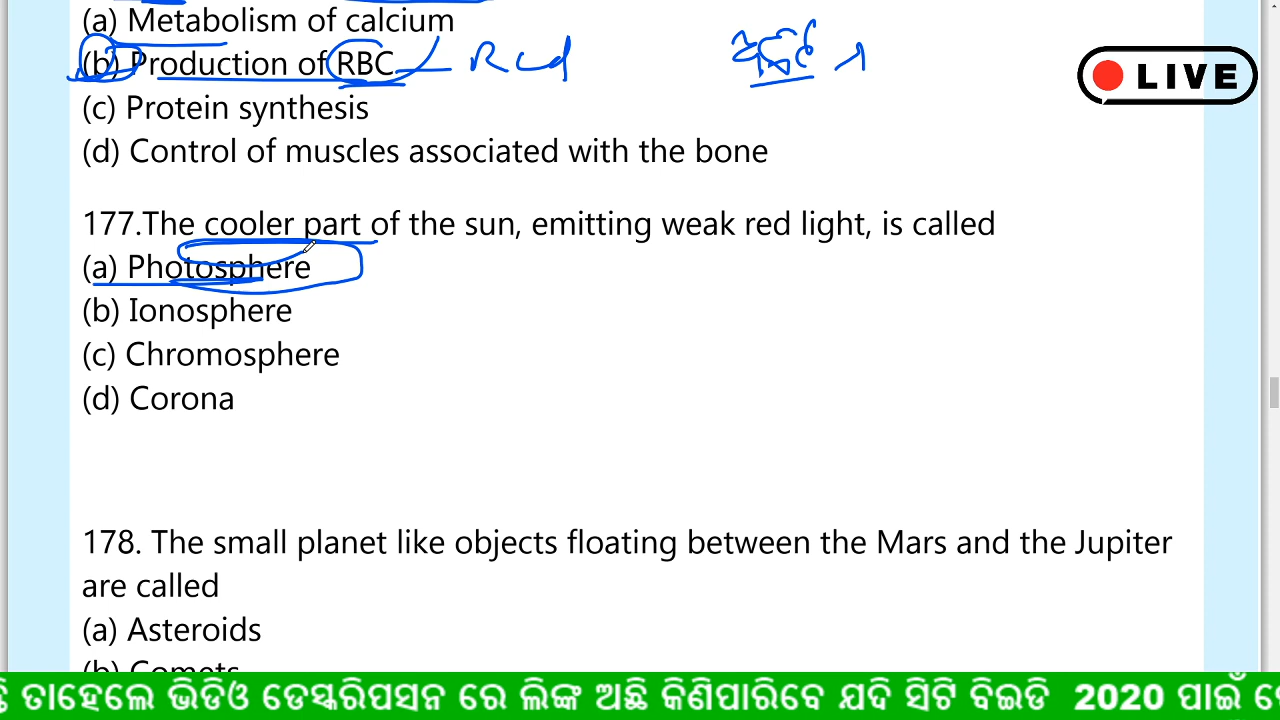 (a) Metabolism of calcium
(b) Production of RBC
Red
LIVE
(c) Protein synthesis
(d) Control of muscles associated with the bone
177.The cooler part of the sun, emitting weak red light, is called
(a) Photosphere
(b) Ionosphere
(c) Chromosphere
(d) Corona
178. The small planet like objects floating between the Mars and the Jupiter
are called
(a) Asteroids
(b) Comets
ତାହେଲେ ଭିଡିଓ ଡେସ୍କରିପସନ ରେ ଲିଙ୍କ ଅଛି କିଣିପାରିବେ ଯଦି ସିଟି ବିଇଡି 2020 ପାଇଁ